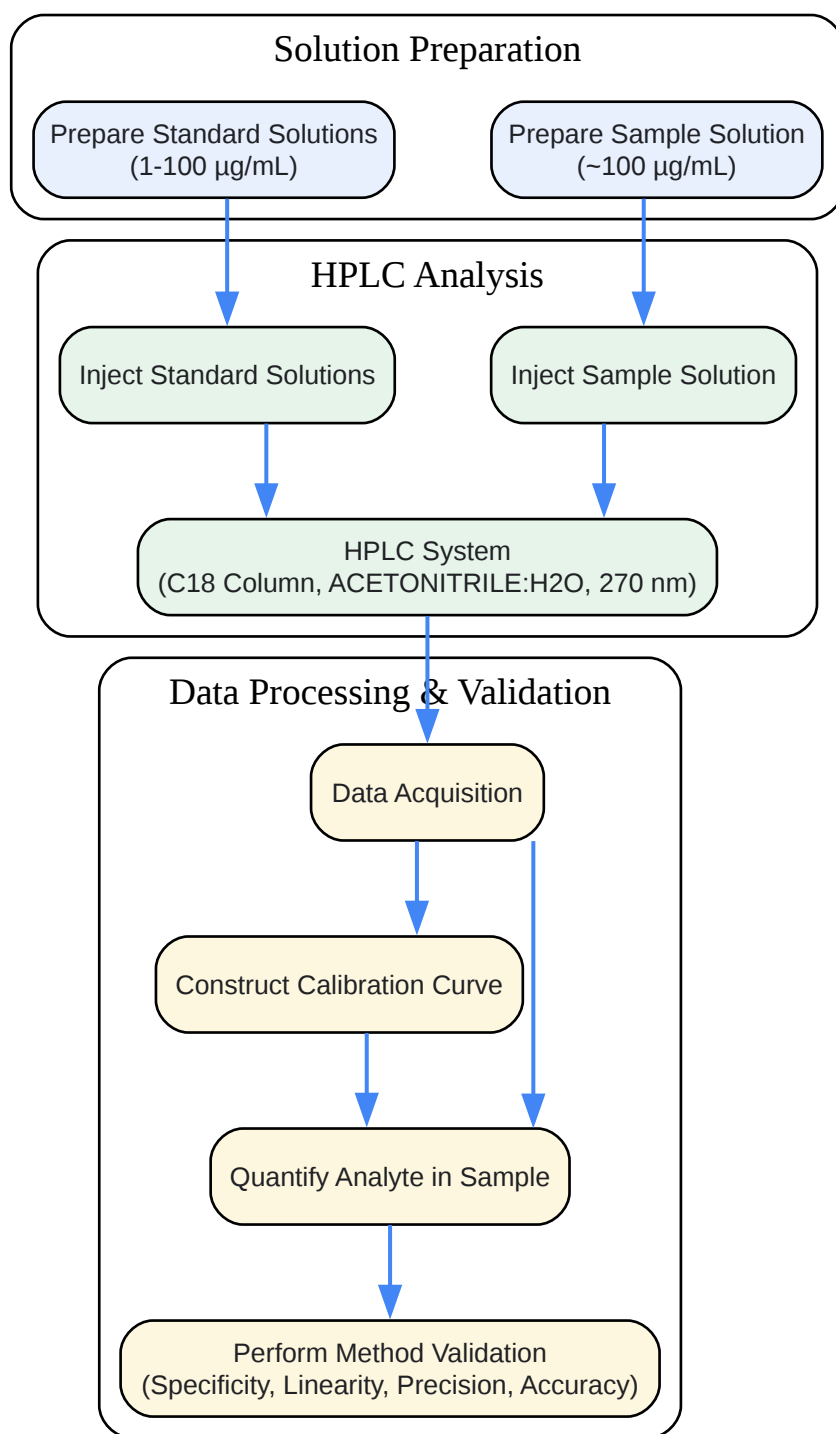 Solution Preparation
Prepare Standard Solutions
(1-100 µg/mL)
Prepare Sample Solution
(~100 µg/mL)
HPLC Analysis
Inject Standard Solutions
Inject Sample Solution
HPLC System
(C18 Column, ACETONITRILE:H2O, 270 nm)
Data Processing & Validation
Data Acquisition
Construct Calibration Curve
Quantify Analyte in Sample
Perform Method Validation
(Specificity, Linearity, Precision, Accuracy)